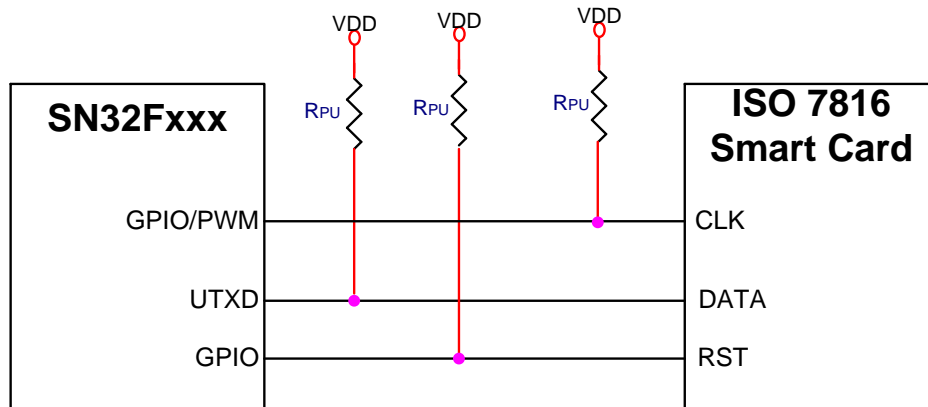 VDD
VDD
VDD
SN32Fxxx
RPU
RPU
RPU
ISO 7816
Smart Card
GPIO/PWM
CLK
UTXD
DATA
GPIO
RST